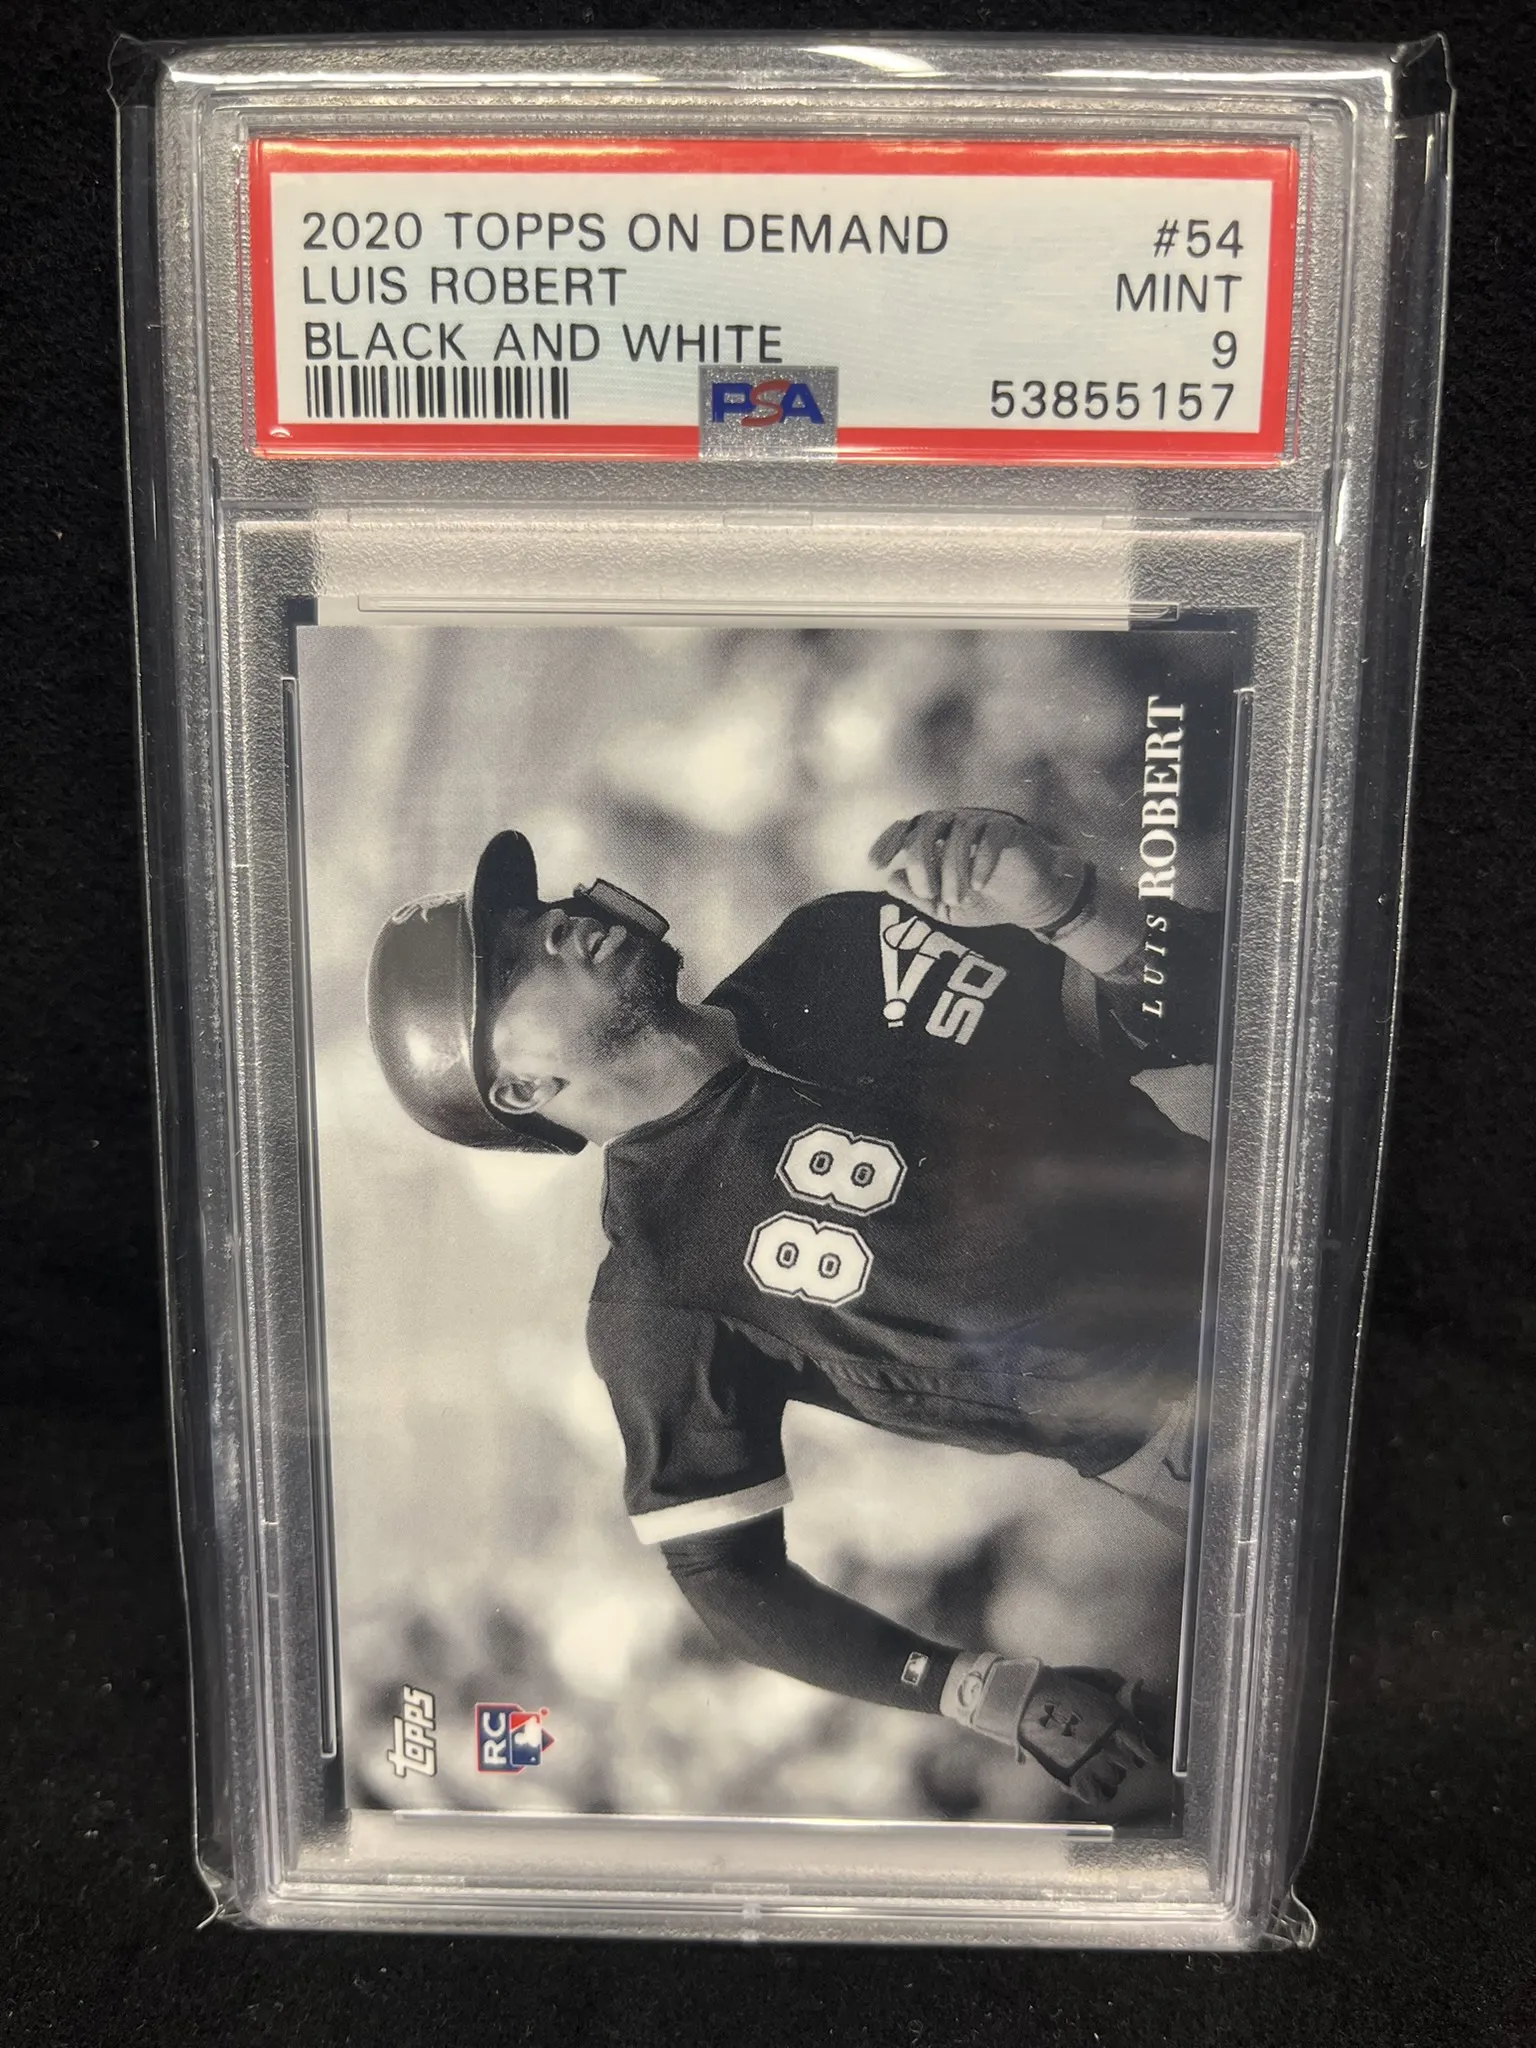 2020 TOPPS ON DEMAND #54
LUIS ROBERT MINT
BLACK AND WHITE 9
PSA 53855157
LUIS ROBERT
SOX
88
Topps
RC